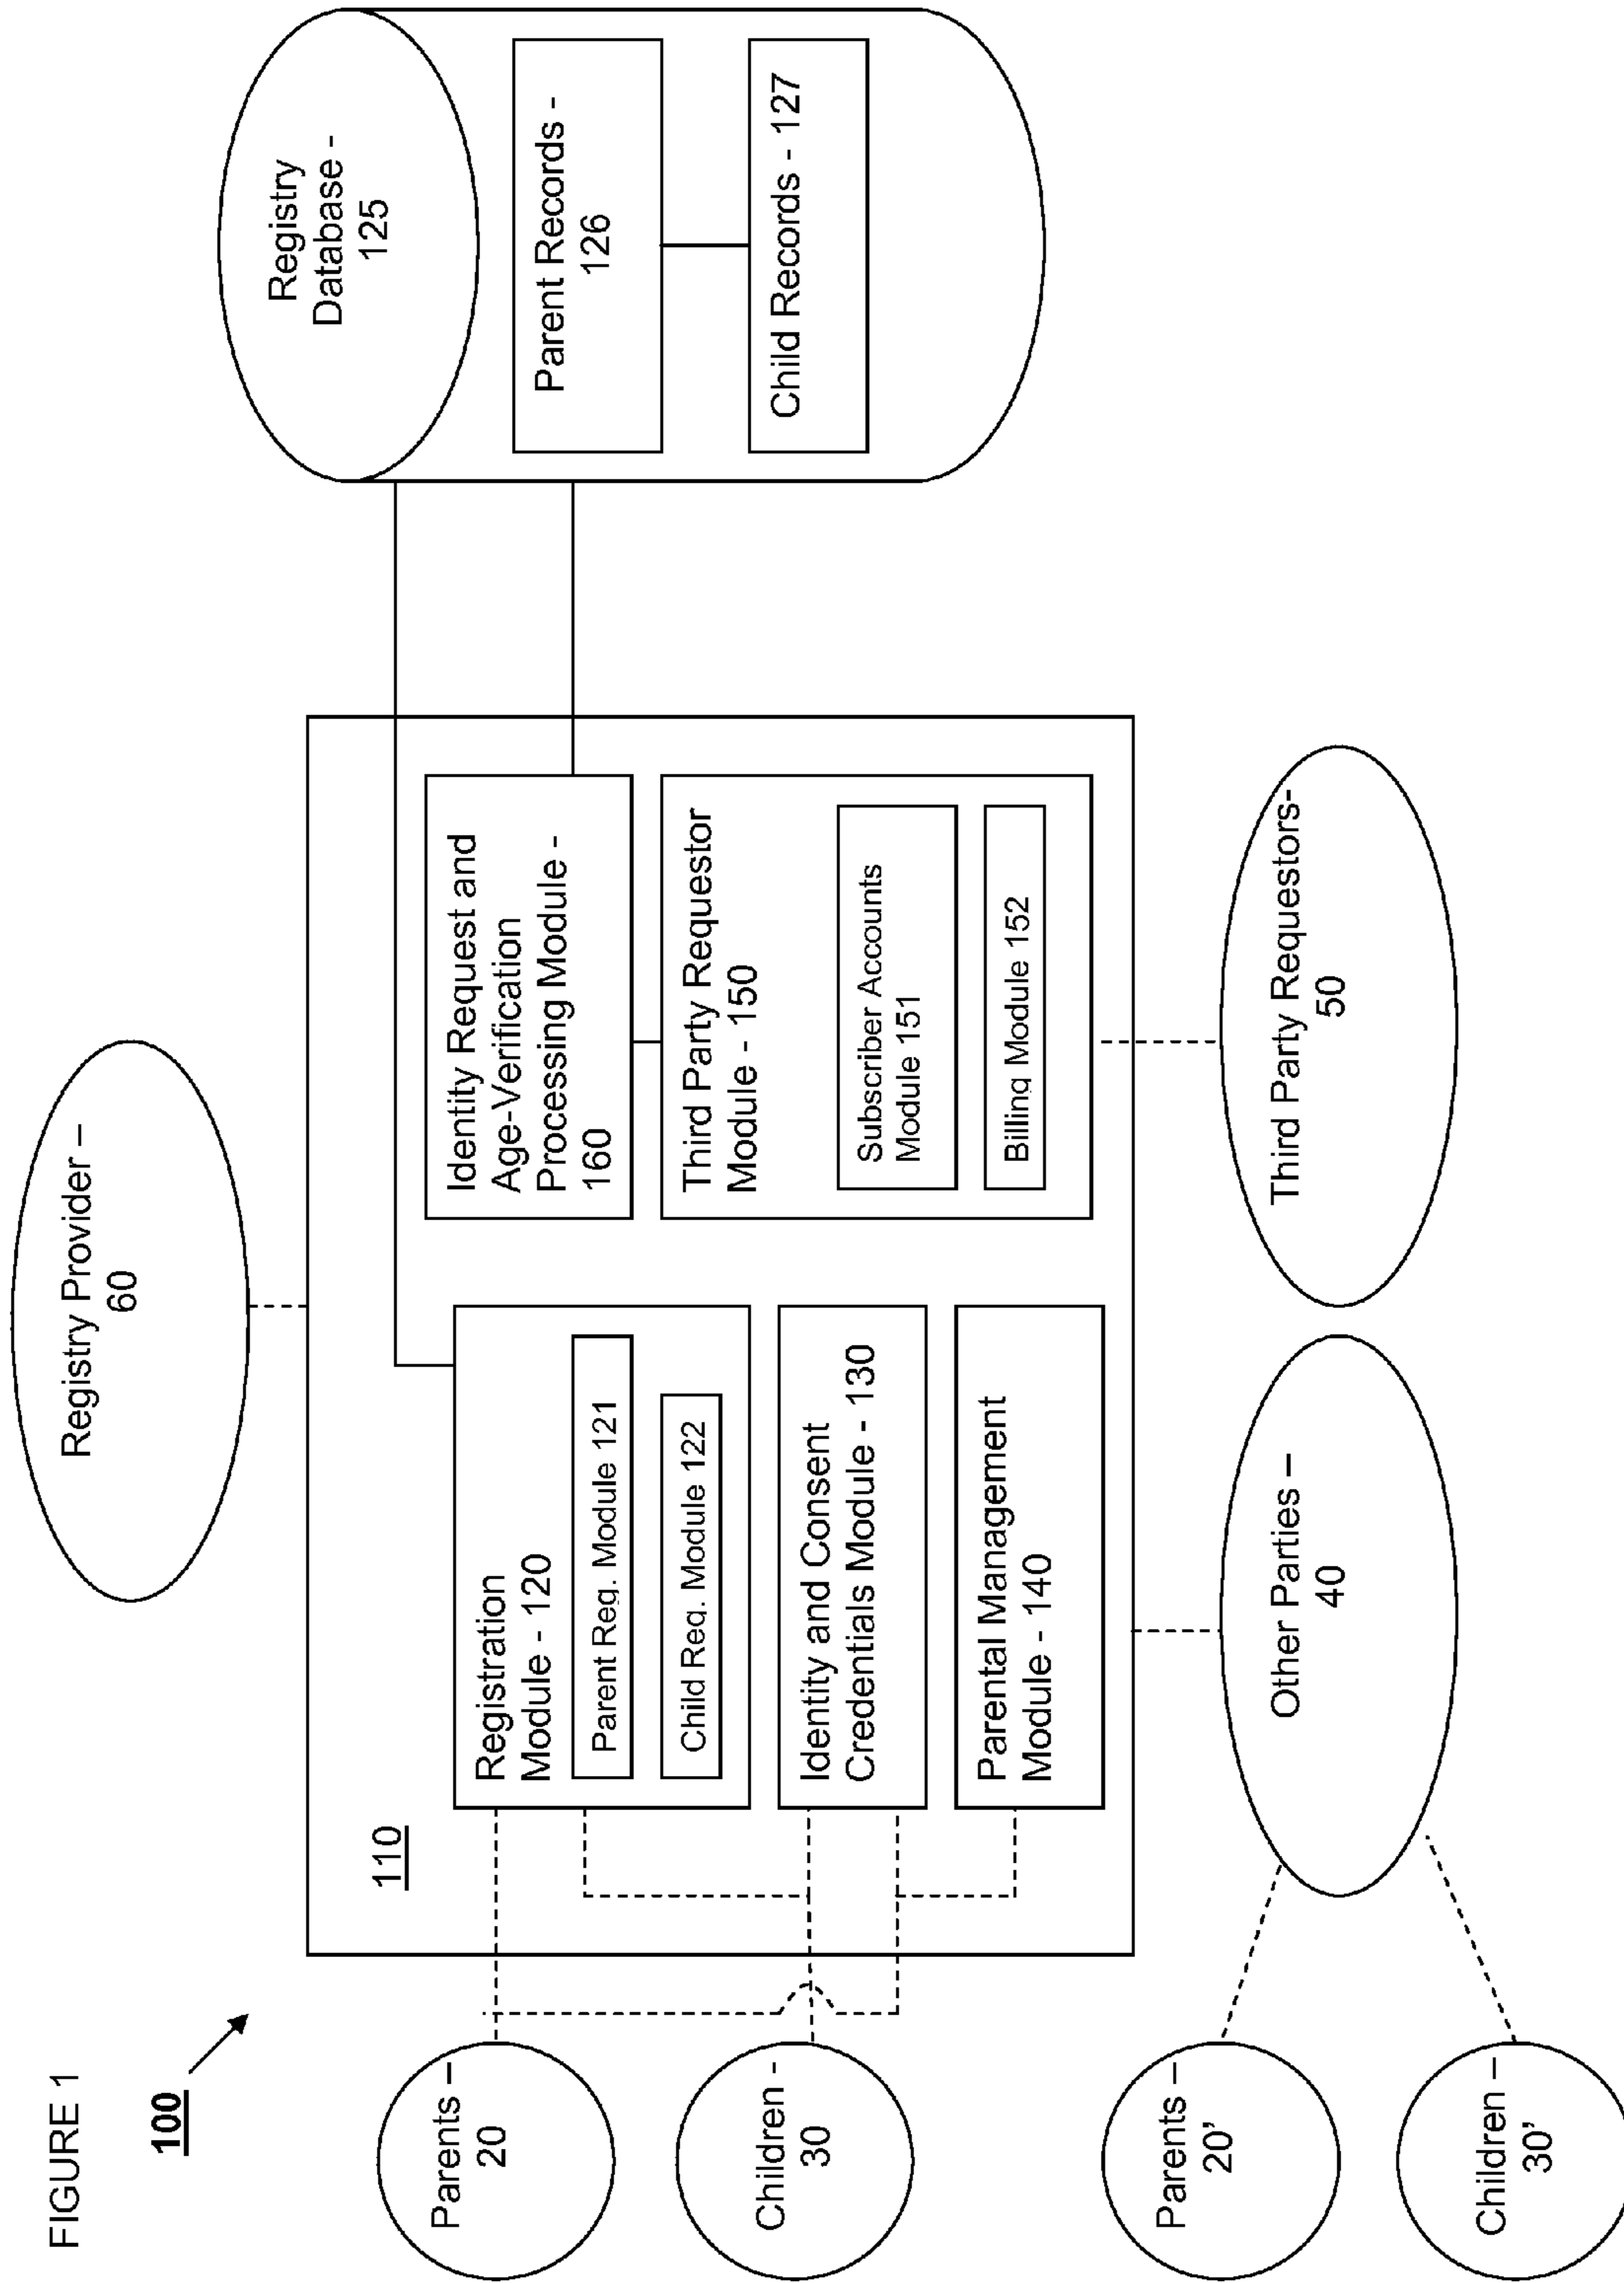 FIGURE 1
100
Registry Provider –
60
110
Parents –
20
Children -
30
Registration
Module - 120
Parent Reg. Module 121
Child Reg. Module 122
Identity and Consent
Credentials Module - 130
Parental Management
Module - 140
Identity Request and
Age-Verification
Processing Module -
160
Third Party Requestor
Module - 150
Subscriber Accounts
Module 151
Billing Module 152
Registry
Database -
125
Parent Records -
126
Child Records - 127
Parents –
20’
Children –
30’
Other Parties –
40
Third Party Requestors-
50